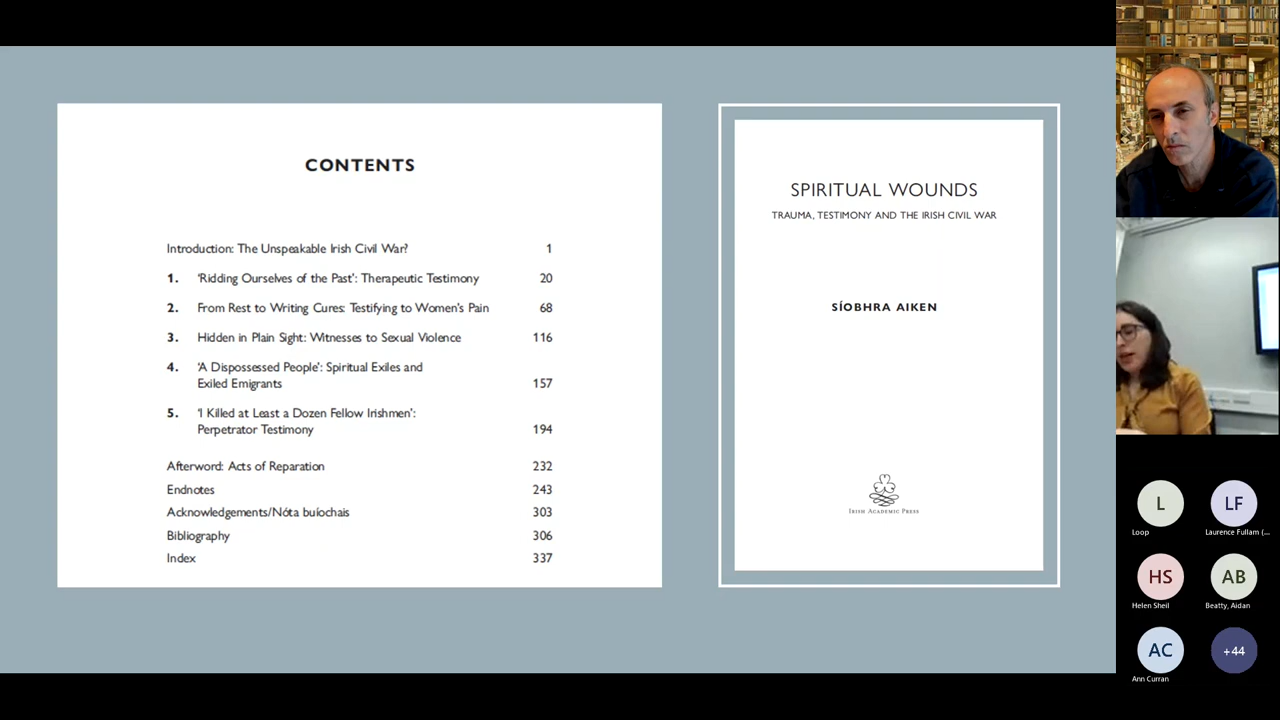 CONTENTS
Introduction: The Unspeakable Irish Civil War? 1
1. ‘Ridding Ourselves of the Past’: Therapeutic Testimony 20
2. From Rest to Writing Cures: Testifying to Women’s Pain 68
3. Hidden in Plain Sight: Witnesses to Sexual Violence 116
4. ‘A Dispossessed People’: Spiritual Exiles and
Exiled Emigrants 157
5. ‘I Killed at Least a Dozen Fellow Irishmen’:
Perpetrator Testimony 194
Afterword: Acts of Reparation 232
Endnotes 243
Acknowledgements/Nóta buíochais 303
Bibliography 306
Index 337
SPIRITUAL WOUNDS
TRAUMA, TESTIMONY AND THE IRISH CIVIL WAR
SÍOBHRA AIKEN
IRISH ACADEMIC PRESS
L
Loop
LF
Laurence Fullam (...
HS
Helen Sheil
AB
Beatty, Aidan
AC
Ann Curran
+44